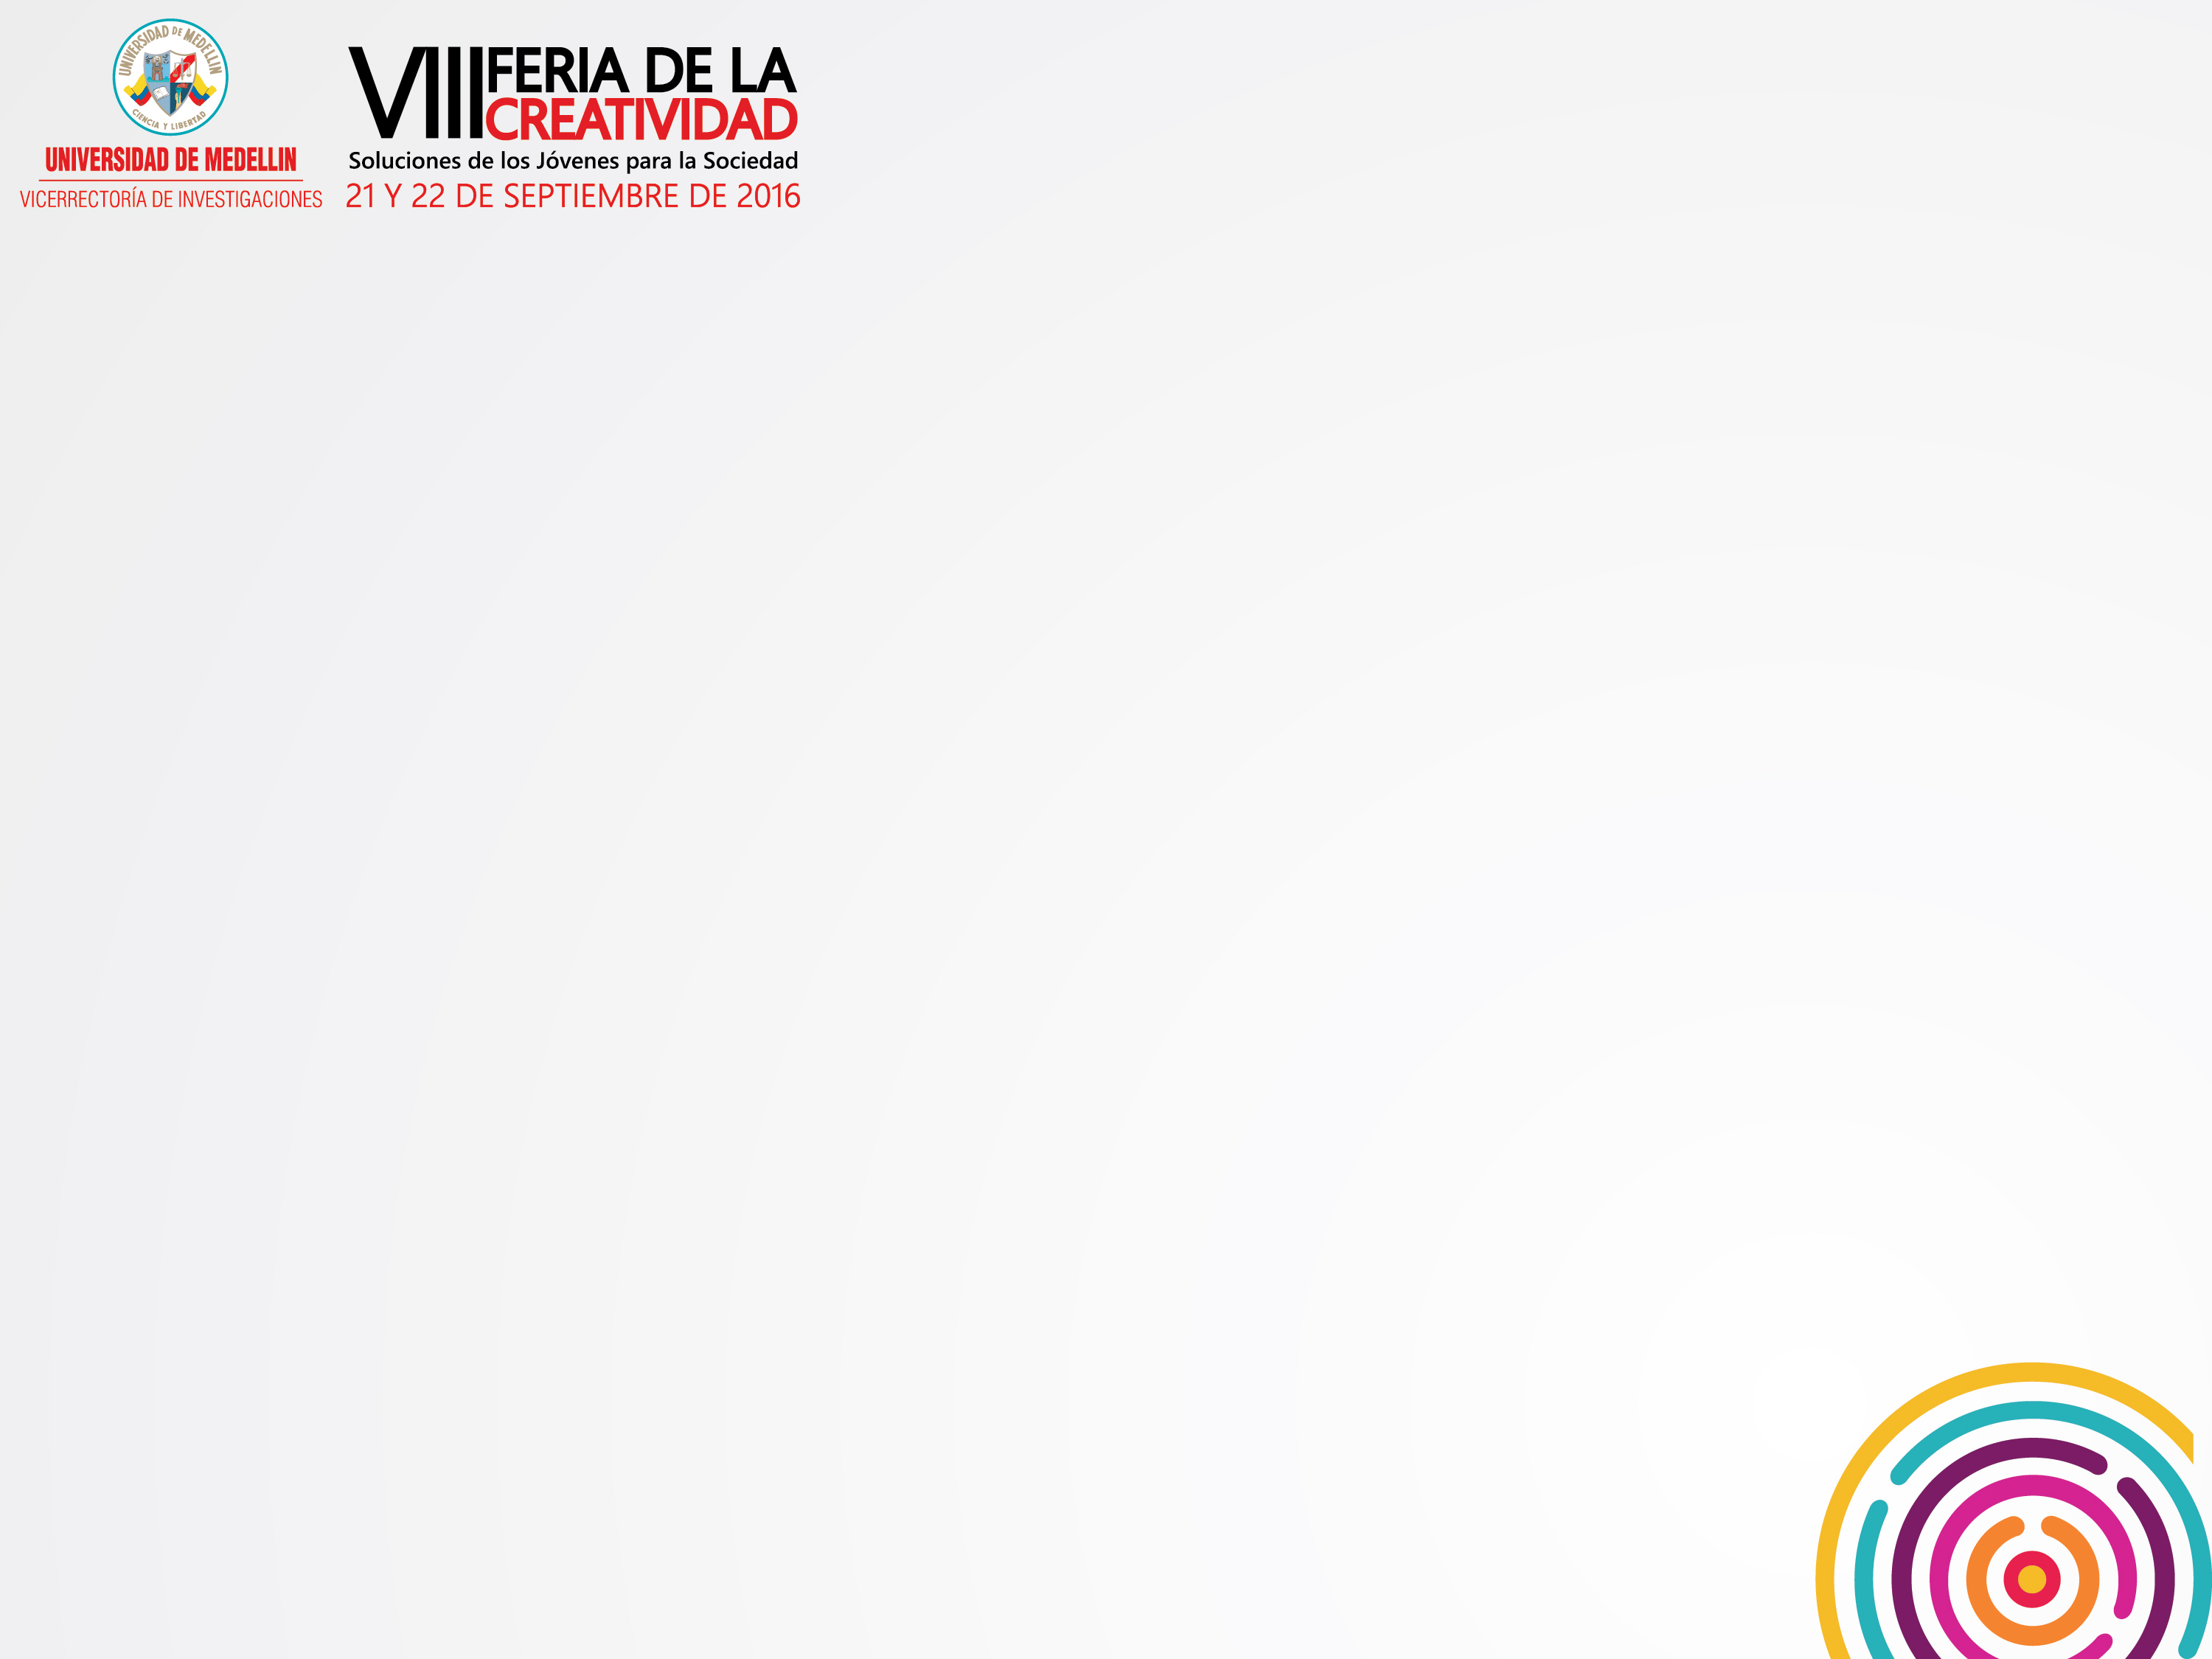 UNIVERSIDAD DE MEDELLIN
CIENCIA Y LIBERTAD
UNIVERSIDAD DE MEDELLIN
VICERRECTORÍA DE INVESTIGACIONES
VIII FERIA DE LA
CREATIVIDAD
Soluciones de los Jóvenes para la Sociedad
21 Y 22 DE SEPTIEMBRE DE 2016